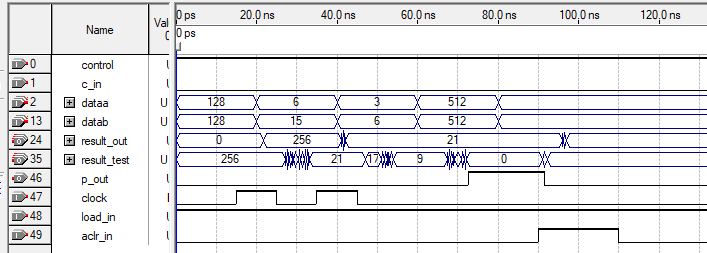 Name
Val
0 ps 20.0 ns 40.0 ns 60.0 ns 80.0 ns 100.0 ns 120.0 ns
0 ps
0 control
1 c_in
2 dataa U 128 6 3 512
13 datab U 128 15 6 512
24 result_out U 0 256 21
35 result_test U 256 21 17 9 0
46 p_out
47 clock
48 load_in
49 aclr_in